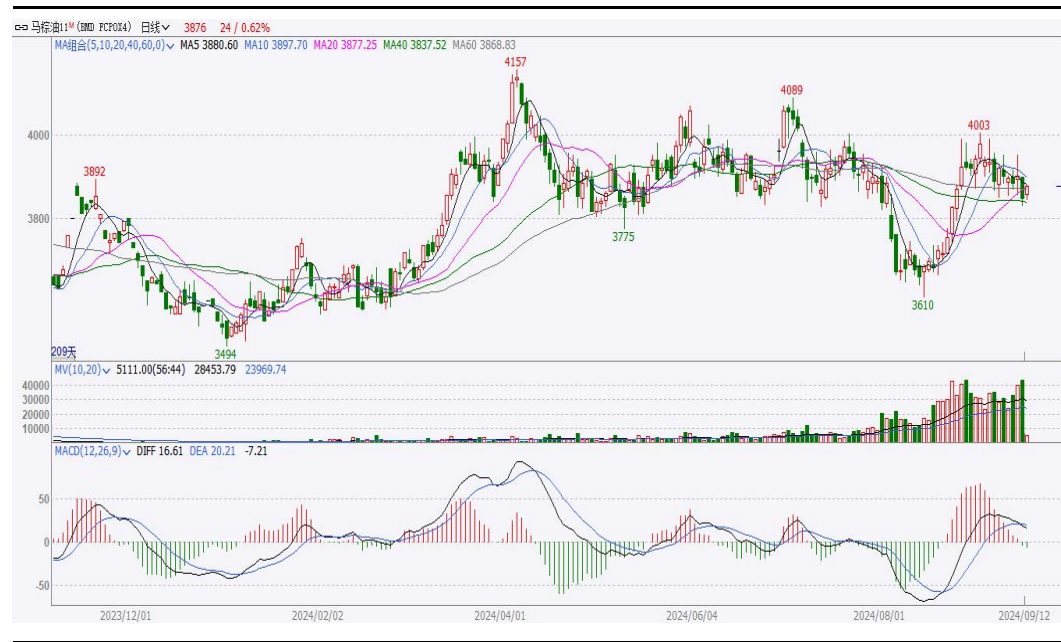 马棕油11M (BMD FCPOX4) 日线 3876 24 / 0.62%
MA组合(5,10,20,40,60,0) MA5 3880.60 MA10 3897.70 MA20 3877.25 MA40 3837.52 MA60 3868.83
4157
4089
4000
4003
3892
3800
3775
3610
3494
209天
MV(10,20) 5111.00(56:44) 28453.79 23969.74
40000
30000
20000
10000
MACD(12,26,9) DIFF 16.61 DEA 20.21 -7.21
50
0
-50
2023/12/01 2024/02/02 2024/04/01 2024/06/04 2024/08/01 2024/09/12